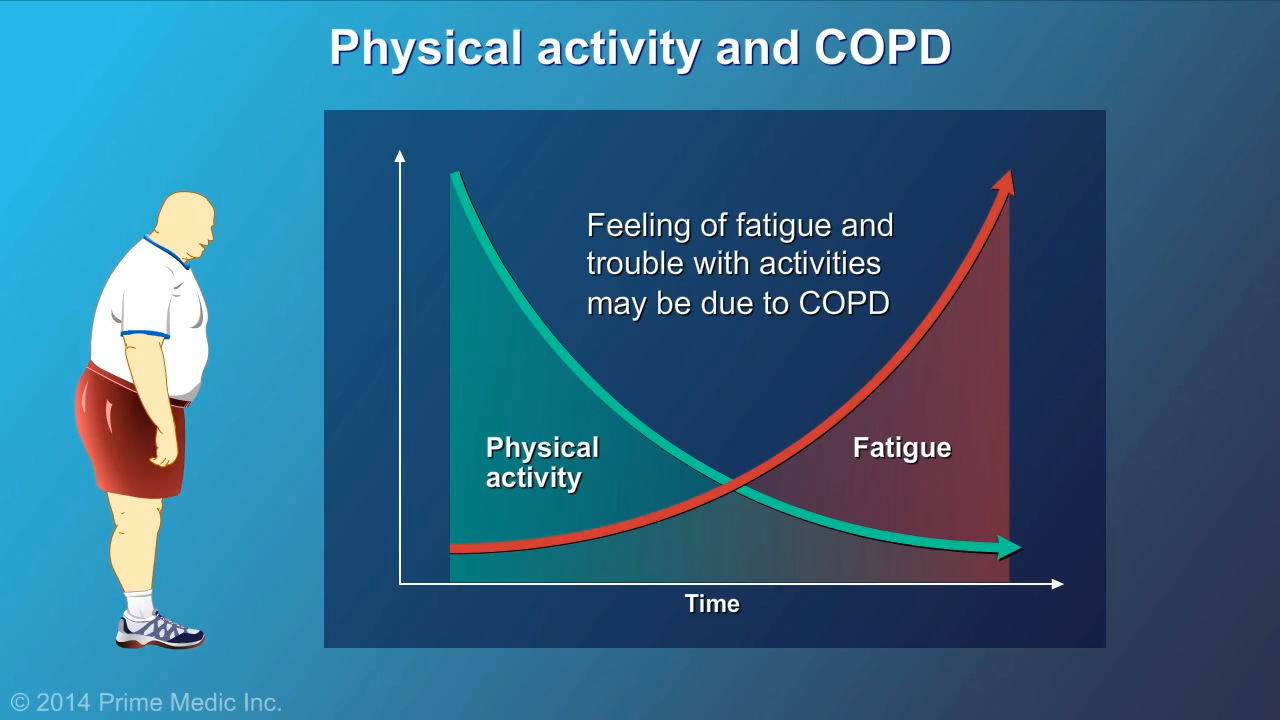 Physical activity and COPD
Feeling of fatigue and
trouble with activities
may be due to COPD
Physical
activity
Fatigue
Time
© 2014 Prime Medic Inc.